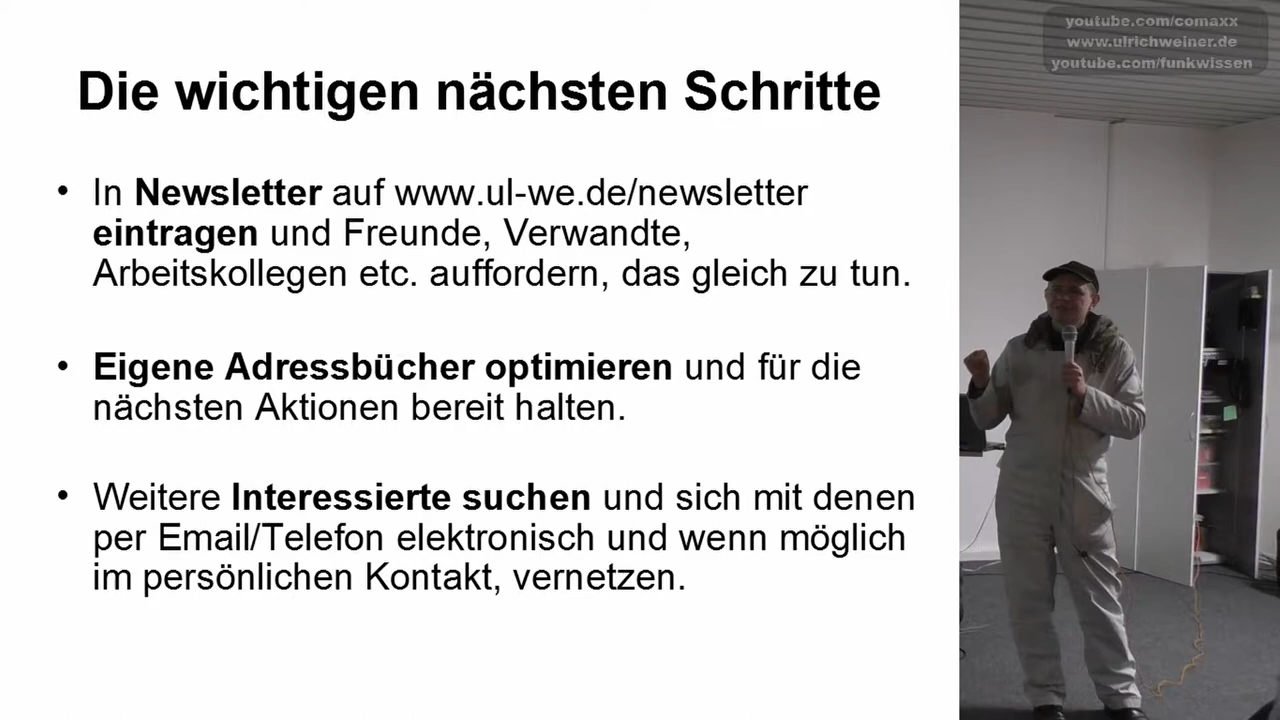 youtube.com/comaxx
www.ulrichweiner.de
youtube.com/funkwissen
Die wichtigen nächsten Schritte
• In Newsletter auf www.ul-we.de/newsletter
eintragen und Freunde, Verwandte,
Arbeitskollegen etc. auffordern, das gleich zu tun.
• Eigene Adressbücher optimieren und für die
nächsten Aktionen bereit halten.
• Weitere Interessierte suchen und sich mit denen
per Email/Telefon elektronisch und wenn möglich
im persönlichen Kontakt, vernetzen.